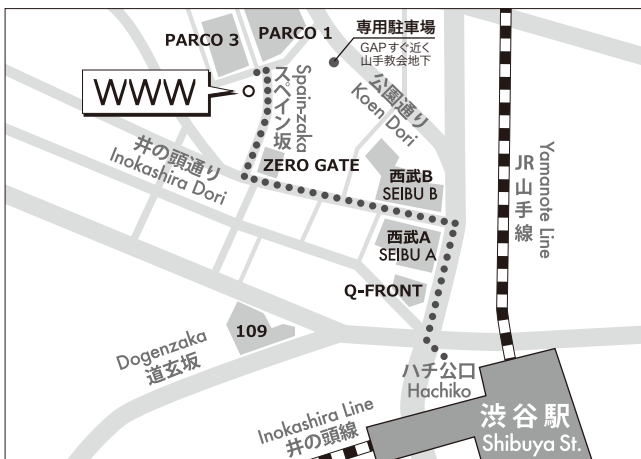 PARCO 3
PARCO 1
専用駐車場
GAPすぐ近く
山手教会地下
WWW
Spain-zaka
スペイン坂
公園通り
Koen Dori
井の頭通り
Inokashira Dori
ZERO GATE
西武B
SEIBU B
西武A
SEIBU A
Q-FRONT
Yamanote Line
JR山手線
109
Dogenzaka
道玄坂
ハチ公口
Hachiko
Inokashira Line
井の頭線
渋谷駅
Shibuya St.